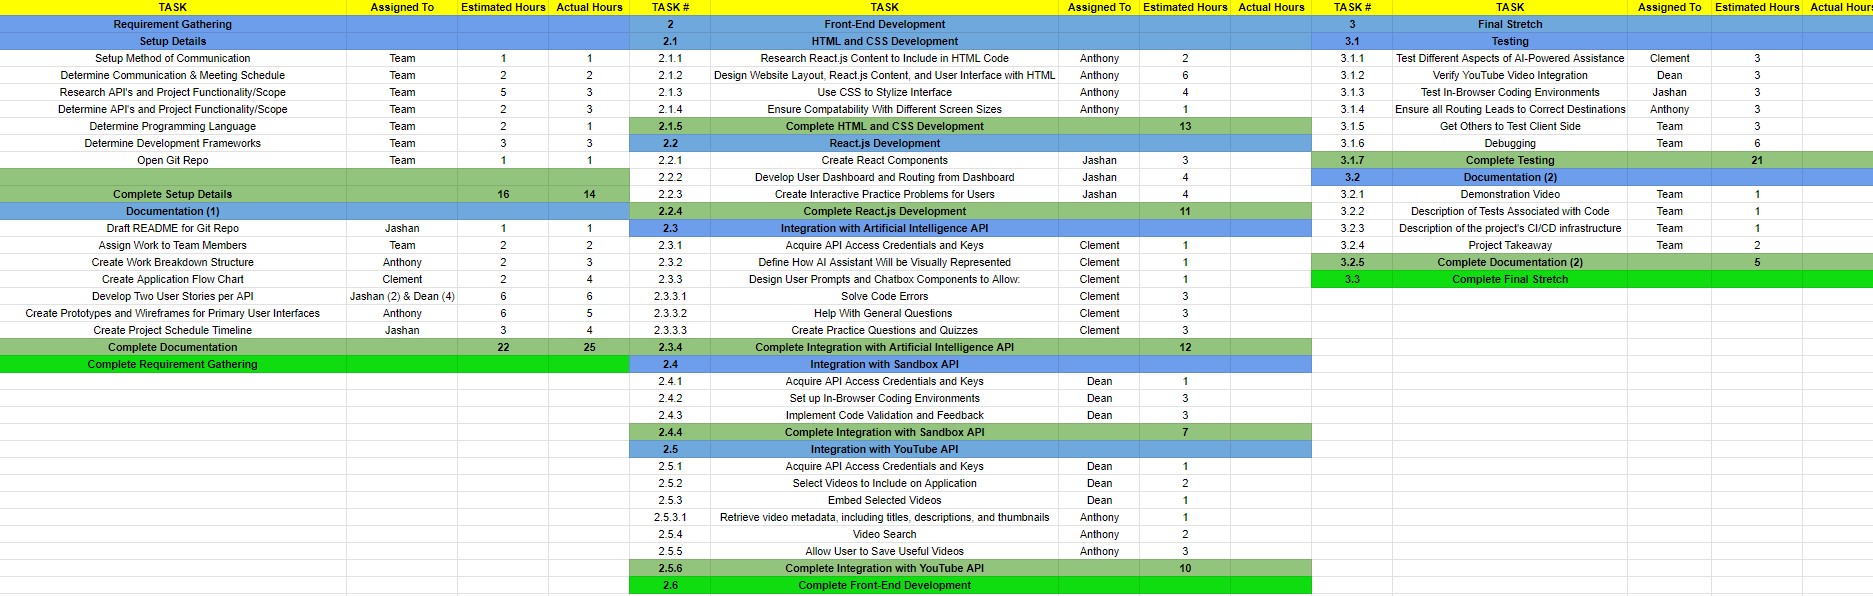 TASK Assigned To Estimated Hours Actual Hours TASK # TASK Assigned To Estimated Hours Actual Hours TASK # TASK Assigned To Estimated Hours Actual Hours
Requirement Gathering 2 Front-End Development 3 Final Stretch
Setup Details 2.1 HTML and CSS Development 3.1 Testing
Setup Method of Communication Team 1 1 2.1.1 Research React.js Content to Include in HTML Code Anthony 2 3.1.1 Test Different Aspects of AI-Powered Assistance Clement 3
Determine Communication & Meeting Schedule Team 2 2 2.1.2 Design Website Layout, React.js Content, and User Interface with HTML Anthony 6 3.1.2 Verify YouTube Video Integration Dean 3
Research API's and Project Functionality/Scope Team 5 3 2.1.3 Use CSS to Stylize Interface Anthony 4 3.1.3 Test In-Browser Coding Environments Jashan 3
Determine API's and Project Functionality/Scope Team 2 3 2.1.4 Ensure Compatability With Different Screen Sizes Anthony 1 3.1.4 Ensure all Routing Leads to Correct Destinations Anthony 3
Determine Programming Language Team 2 1 2.1.5 Complete HTML and CSS Development 13 3.1.5 Get Others to Test Client Side Team 3
Determine Development Frameworks Team 3 3 2.2 React.js Development 3.1.6 Debugging Team 6
Open Git Repo Team 1 1 2.2.1 Create React Components Jashan 3 3.1.7 Complete Testing 21
2.2.2 Develop User Dashboard and Routing from Dashboard Jashan 4 3.2 Documentation (2)
Complete Setup Details 16 14 2.2.3 Create Interactive Practice Problems for Users Jashan 4 3.2.1 Demonstration Video Team 1
Documentation (1) 2.2.4 Complete React.js Development 11 3.2.2 Description of Tests Associated with Code Team 1
Draft README for Git Repo Jashan 1 1 2.3 Integration with Artificial Intelligence API 3.2.3 Description of the project's CI/CD infrastructure Team 1
Assign Work to Team Members Team 2 2 2.3.1 Acquire API Access Credentials and Keys Clement 1 3.2.4 Project Takeaway Team 2
Create Work Breakdown Structure Anthony 2 3 2.3.2 Define How AI Assistant Will be Visually Represented Clement 1 3.2.5 Complete Documentation (2) 5
Create Application Flow Chart Clement 2 4 2.3.3 Design User Prompts and Chatbox Components to Allow: Clement 1 3.3 Complete Final Stretch
Develop Two User Stories per API Jashan (2) & Dean (4) 6 6 2.3.3.1 Solve Code Errors Clement 3
Create Prototypes and Wireframes for Primary User Interfaces Anthony 6 5 2.3.3.2 Help With General Questions Clement 3
Create Project Schedule Timeline Jashan 3 4 2.3.3.3 Create Practice Questions and Quizzes Clement 3
Complete Documentation 22 25 2.3.4 Complete Integration with Artificial Intelligence API 12
Complete Requirement Gathering 2.4 Integration with Sandbox API
2.4.1 Acquire API Access Credentials and Keys Dean 1
2.4.2 Set up In-Browser Coding Environments Dean 3
2.4.3 Implement Code Validation and Feedback Dean 3
2.4.4 Complete Integration with Sandbox API 7
2.5 Integration with YouTube API
2.5.1 Acquire API Access Credentials and Keys Dean 1
2.5.2 Select Videos to Include on Application Dean 2
2.5.3 Embed Selected Videos Dean 1
2.5.3.1 Retrieve video metadata, including titles, descriptions, and thumbnails Anthony 1
2.5.4 Video Search Anthony 2
2.5.5 Allow User to Save Useful Videos Anthony 3
2.5.6 Complete Integration with YouTube API 10
2.6 Complete Front-End Development